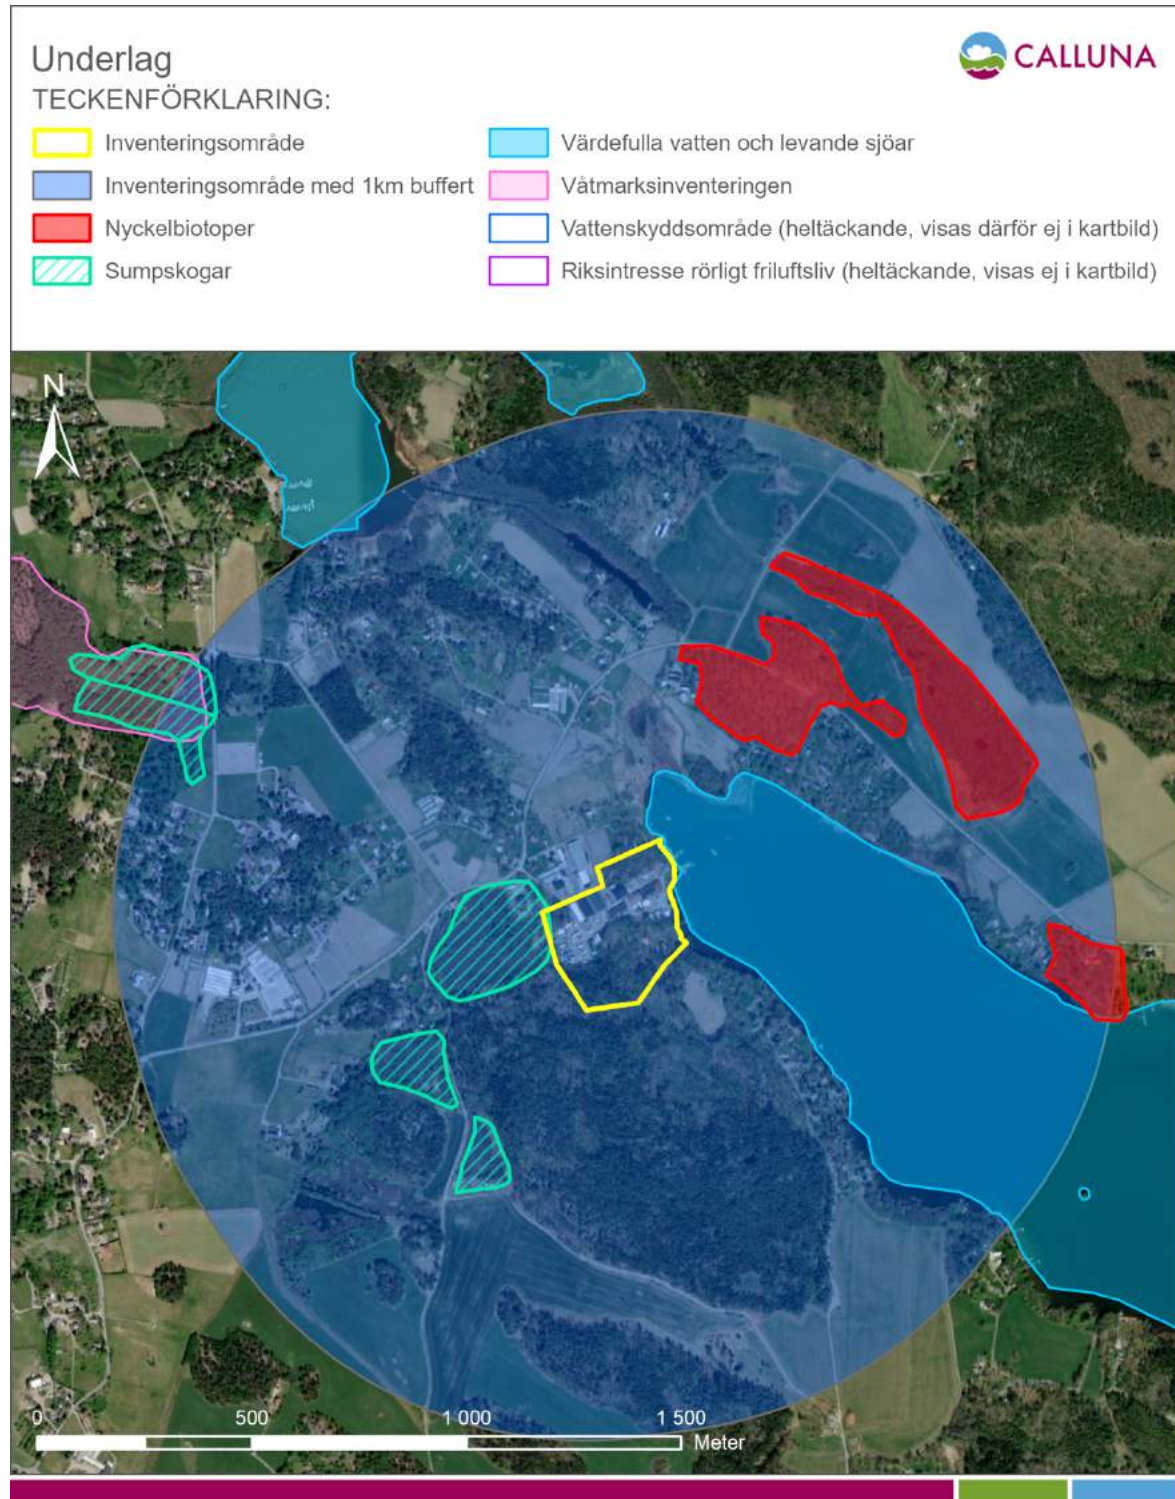 Underlag
CALLUNA
TECKENFÖRKLARING:
Inventeringsområde
Inventeringsområde med 1km buffert
Nyckelbiotoper
Sumpskogar
Värdefulla vatten och levande sjöar
Våtmarksinventeringen
Vattenskyddsområde (heltäckande, visas därför ej i kartbild)
Riksintresse rörligt friluftsliv (heltäckande, visas ej i kartbild)
N
0 500 1 000 1 500
Meter